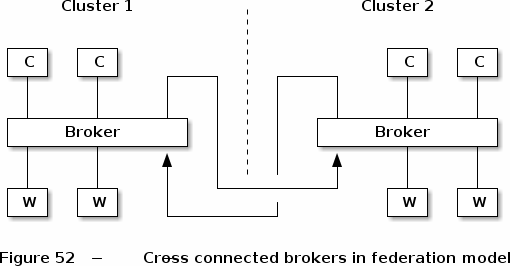 Cluster 1 Cluster 2
C C C C
Broker Broker
W W W W
Figure 52 − Cross connected brokers in federation model